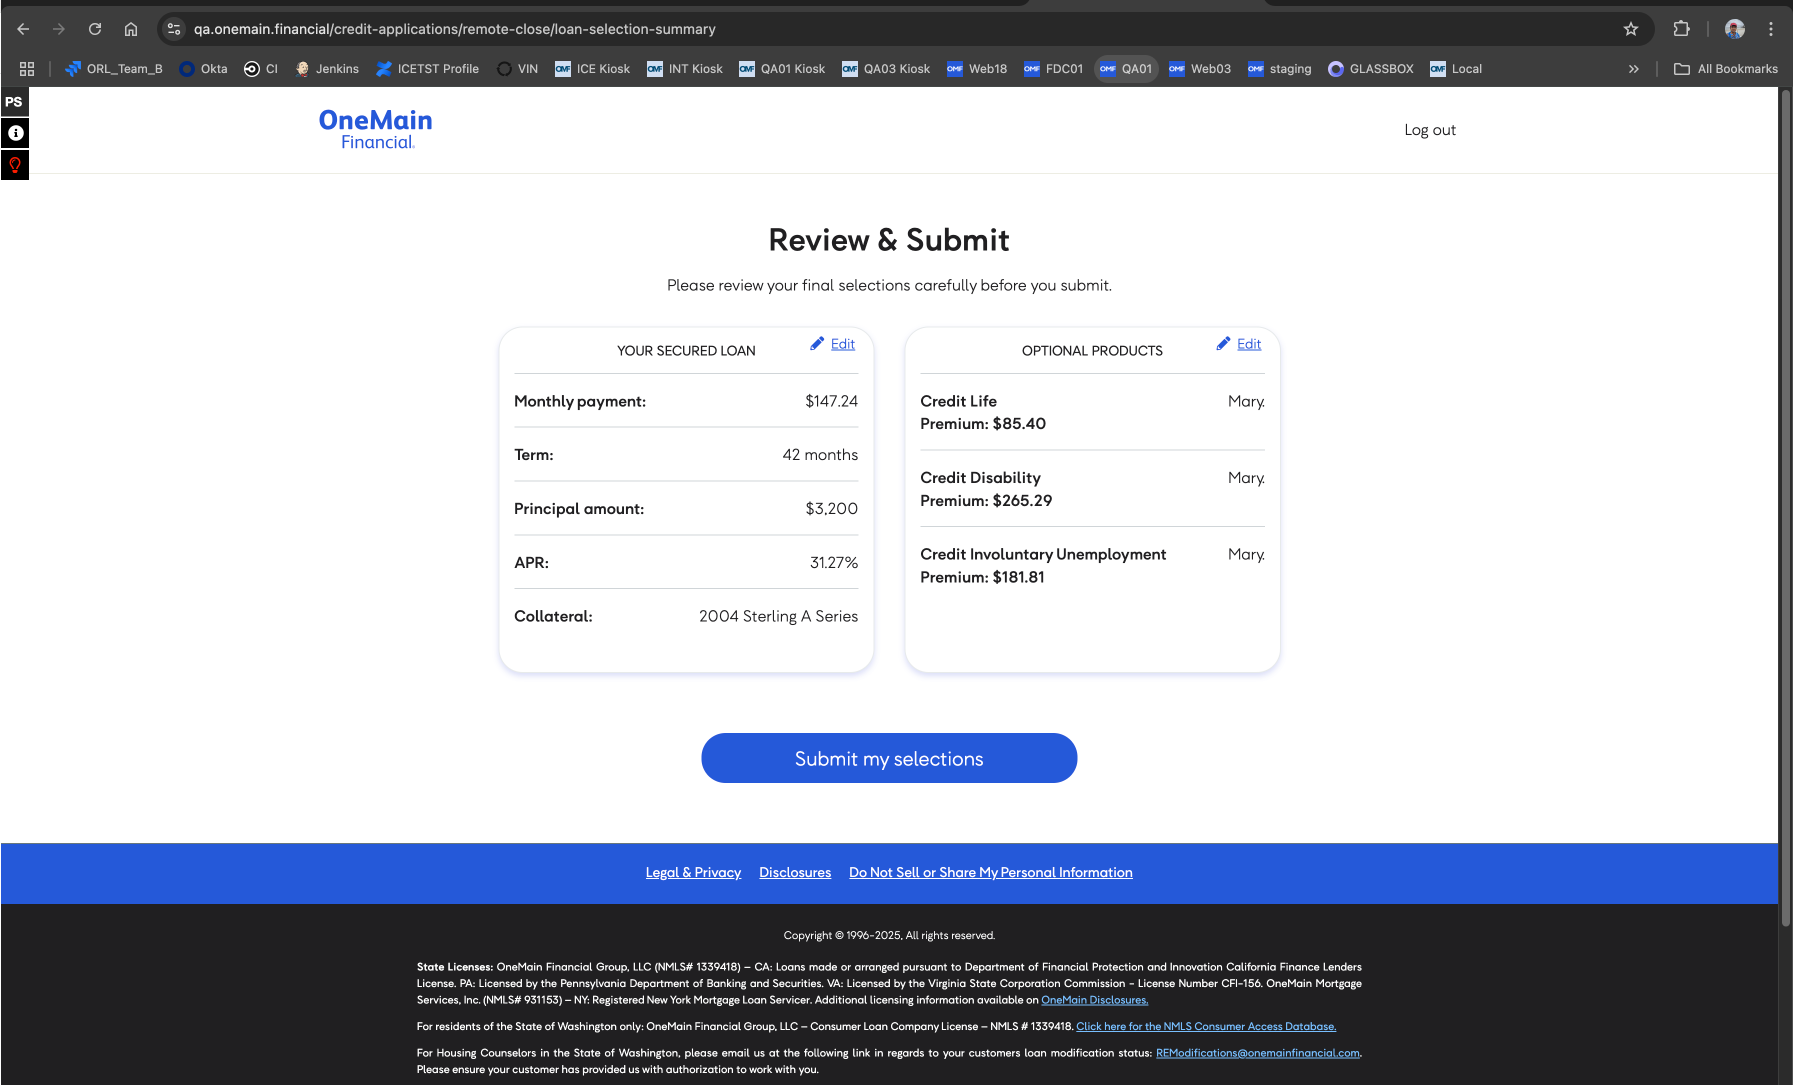 qa.onemain.financial/credit-applications/remote-close/loan-selection-summary
ORL_Team_B Okta CI Jenkins ICETST Profile VIN ICE Kiosk INT Kiosk QA01 Kiosk QA03 Kiosk Web18 FDC01 QA01 Web03 staging GLASSBOX Local » All Bookmarks
PS
OneMain
Financial.
Log out
Review & Submit
Please review your final selections carefully before you submit.
YOUR SECURED LOAN
Edit
Monthly payment: $147.24
Term: 42 months
Principal amount: $3,200
APR: 31.27%
Collateral: 2004 Sterling A Series
OPTIONAL PRODUCTS
Edit
Credit Life Mary.
Premium: $85.40
Credit Disability Mary.
Premium: $265.29
Credit Involuntary Unemployment Mary.
Premium: $181.81
Submit my selections
Legal & Privacy Disclosures Do Not Sell or Share My Personal Information
Copyright © 1996-2025, All rights reserved.
State Licenses: OneMain Financial Group, LLC (NMLS# 1339418) – CA: Loans made or arranged pursuant to Department of Financial Protection and Innovation California Finance Lenders
License. PA: Licensed by the Pennsylvania Department of Banking and Securities. VA: Licensed by the Virginia State Corporation Commission - License Number CFI-156. OneMain Mortgage
Services, Inc. (NMLS# 931153) – NY: Registered New York Mortgage Loan Servicer. Additional licensing information available on OneMain Disclosures.
For residents of the State of Washington only: OneMain Financial Group, LLC – Consumer Loan Company License – NMLS # 1339418. Click here for the NMLS Consumer Access Database.
For Housing Counselors in the State of Washington, please email us at the following link in regards to your customers loan modification status: REModifications@onemainfinancial.com.
Please ensure your customer has provided us with authorization to work with you.